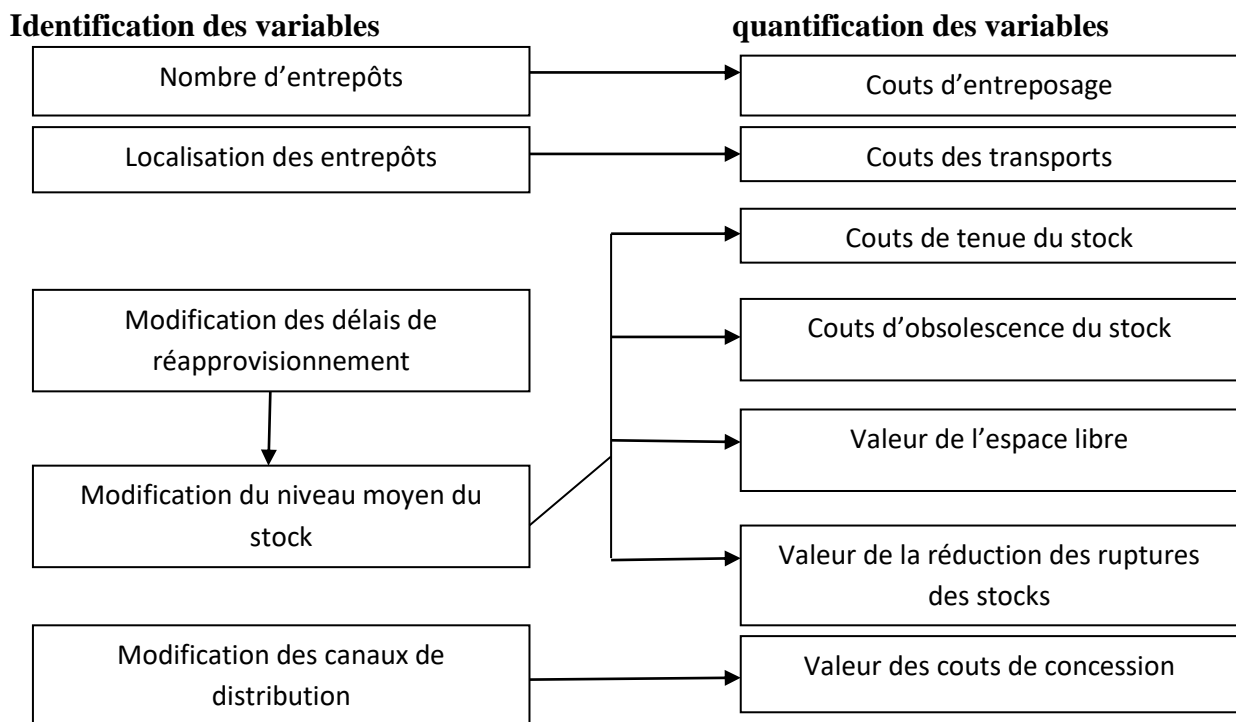 Identification des variables
quantification des variables
Nombre d’entrepôts
Couts d’entreposage
Localisation des entrepôts
Couts des transports
Couts de tenue du stock
Modification des délais de
réapprovisionnement
Couts d’obsolescence du stock
Valeur de l’espace libre
Modification du niveau moyen du
stock
Valeur de la réduction des ruptures
des stocks
Modification des canaux de
distribution
Valeur des couts de concession